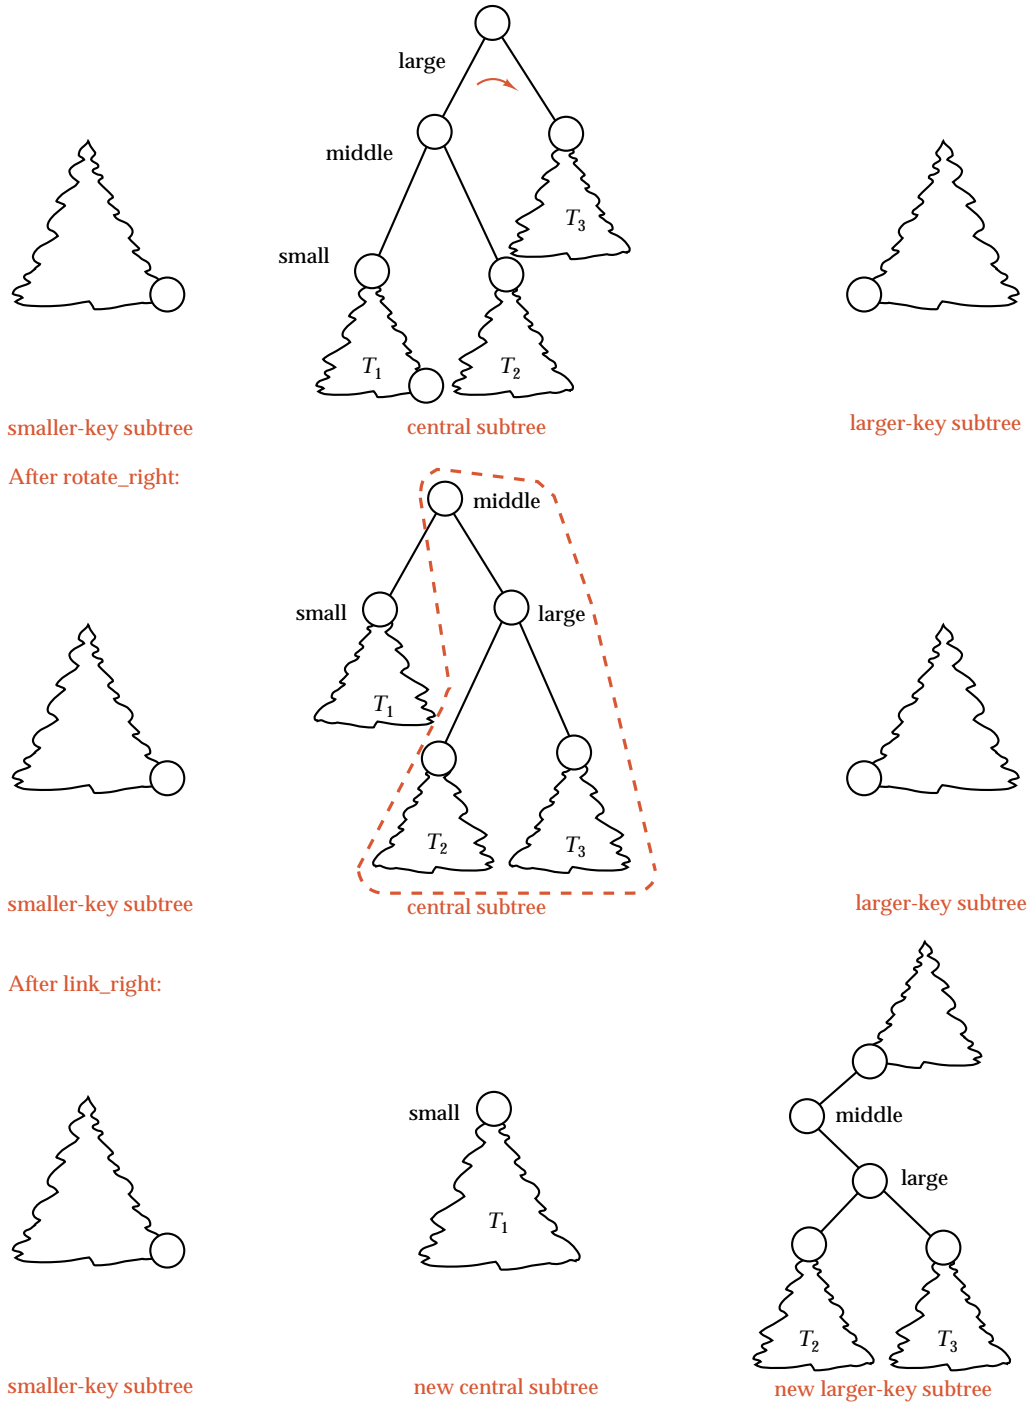 large
middle
T3
small
T1
T2
smaller-key subtree
central subtree
larger-key subtree
After rotate_right:
middle
small
large
T1
T2
T3
smaller-key subtree
central subtree
larger-key subtree
After link_right:
small
middle
large
T1
T2
T3
smaller-key subtree
new central subtree
new larger-key subtree